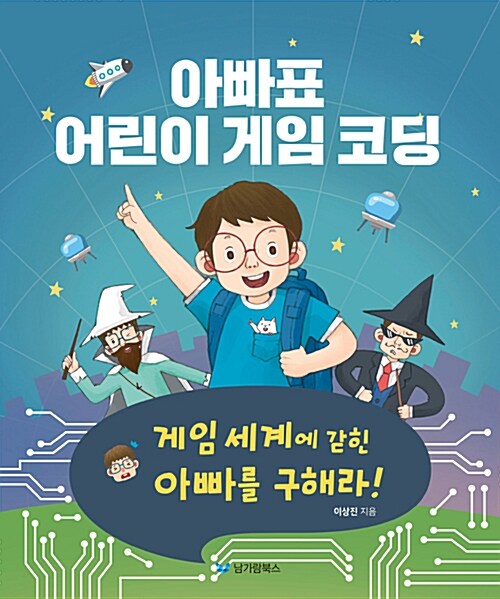 아빠표
어린이 게임 코딩
게임 세계에 갇힌
아빠를 구해라!
이상진 지음
남가람북스